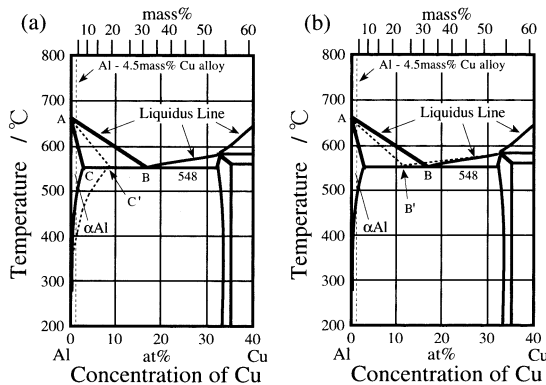 (a)
mass%
10 20 30 40 50 60
Al - 4.5mass% Cu alloy
800
700
600
500
400
300
200
Temperature / °C
A
Liquidus Line
C
B
548
C'
αAl
0 10 20 30 40
Al
at%
Cu
Concentration of Cu
(b)
mass%
10 20 30 40 50 60
Al - 4.5mass% Cu alloy
800
700
600
500
400
300
200
Temperature / °C
A
Liquidus Line
B
548
B'
αAl
0 10 20 30 40
Al
at%
Cu
Concentration of Cu